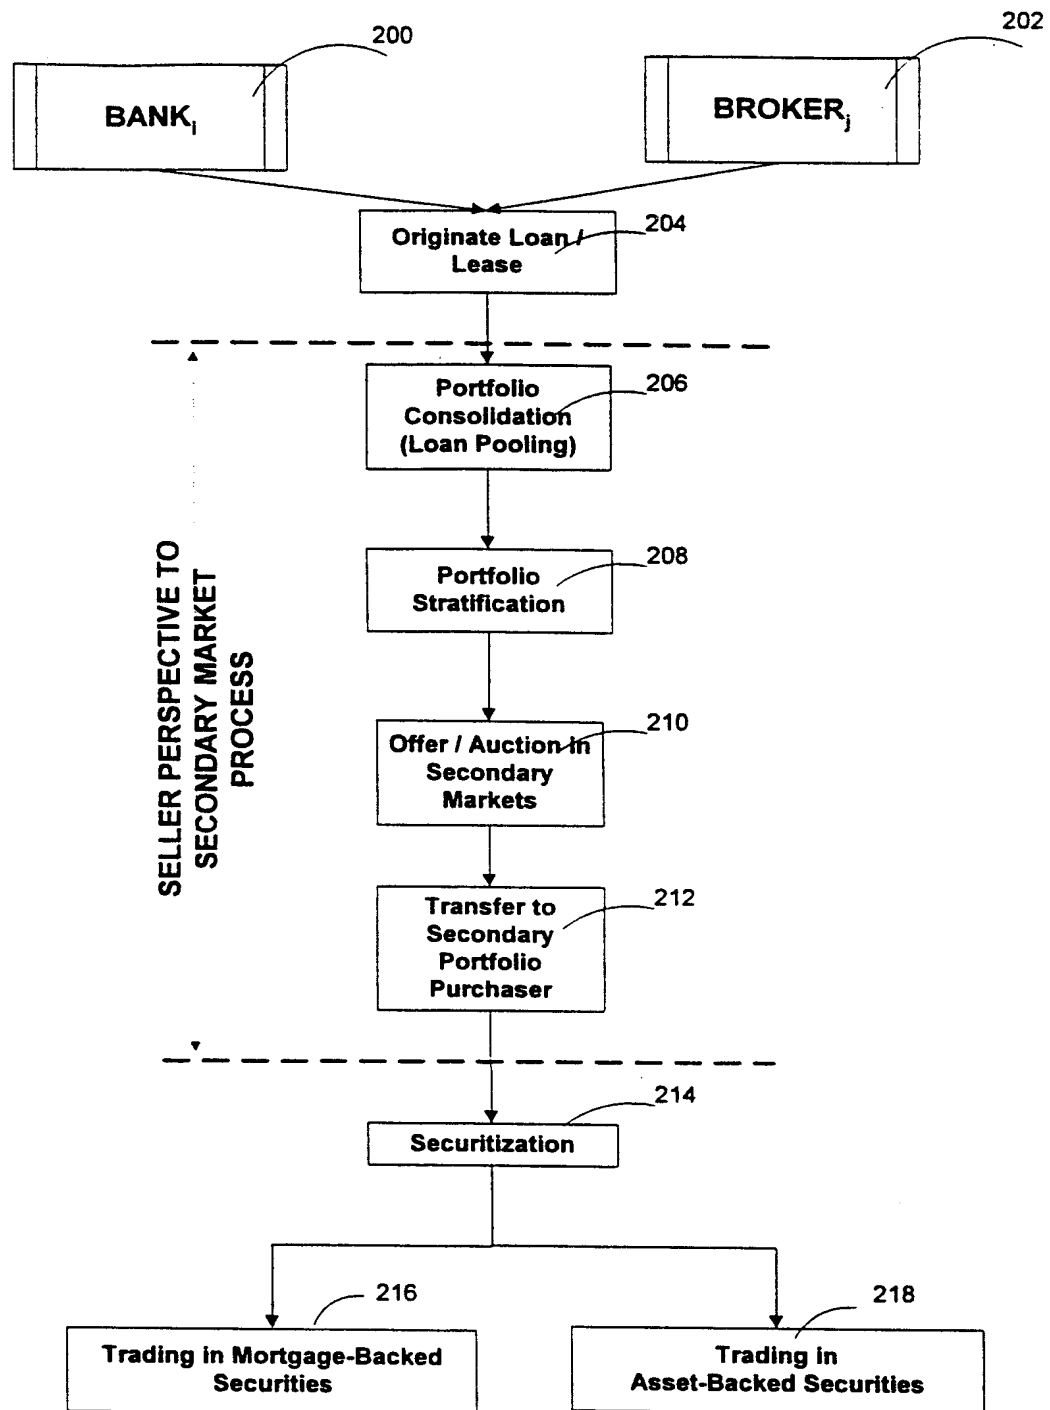 200
202
BANKi
BROKERj
204
Originate Loan /
Lease
206
Portfolio
Consolidation
(Loan Pooling)
208
Portfolio
Stratification
SELLER PERSPECTIVE TO
SECONDARY MARKET
PROCESS
210
Offer / Auction in
Secondary
Markets
212
Transfer to
Secondary
Portfolio
Purchaser
214
Securitization
216
218
Trading in Mortgage-Backed
Securities
Trading in
Asset-Backed Securities